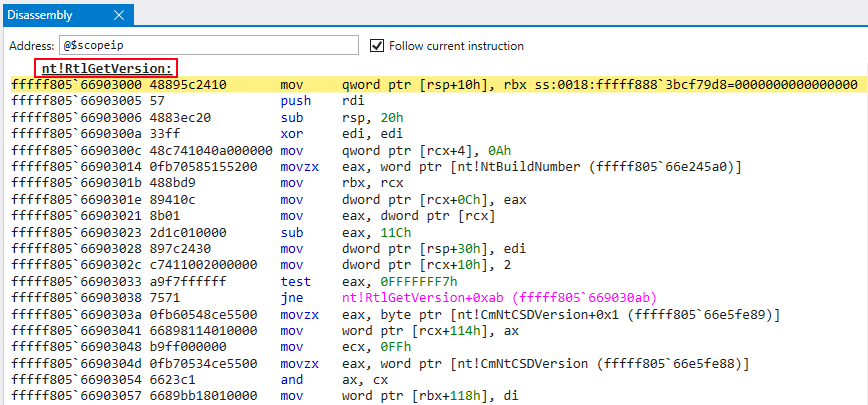 Disassembly ✕
Address: @$scopeip Follow current instruction
nt!RtlGetVersion:
fffff805`66903000 48895c2410 mov qword ptr [rsp+10h], rbx ss:0018:fffff888`3bcf79d8=0000000000000000
fffff805`66903005 57 push rdi
fffff805`66903006 4883ec20 sub rsp, 20h
fffff805`6690300a 33ff xor edi, edi
fffff805`6690300c 48c741040a000000 mov qword ptr [rcx+4], 0Ah
fffff805`66903014 0fb70585155200 movzx eax, word ptr [nt!NtBuildNumber (fffff805`66e245a0)]
fffff805`6690301b 488bd9 mov rbx, rcx
fffff805`6690301e 89410c mov dword ptr [rcx+0Ch], eax
fffff805`66903021 8b01 mov eax, dword ptr [rcx]
fffff805`66903023 2d1c010000 sub eax, 11Ch
fffff805`66903028 897c2430 mov dword ptr [rsp+30h], edi
fffff805`6690302c c7411002000000 mov dword ptr [rcx+10h], 2
fffff805`66903033 a9f7ffffff test eax, 0FFFFFFF7h
fffff805`66903038 7571 jne nt!RtlGetVersion+0xab (fffff805`669030ab)
fffff805`6690303a 0fb60548ce5500 movzx eax, byte ptr [nt!CmNtCSDVersion+0x1 (fffff805`66e5fe89)]
fffff805`66903041 66898114010000 mov word ptr [rcx+114h], ax
fffff805`66903048 b9ff000000 mov ecx, 0FFh
fffff805`6690304d 0fb70534ce5500 movzx eax, word ptr [nt!CmNtCSDVersion (fffff805`66e5fe88)]
fffff805`66903054 6623c1 and ax, cx
fffff805`66903057 6689bb18010000 mov word ptr [rbx+118h], di